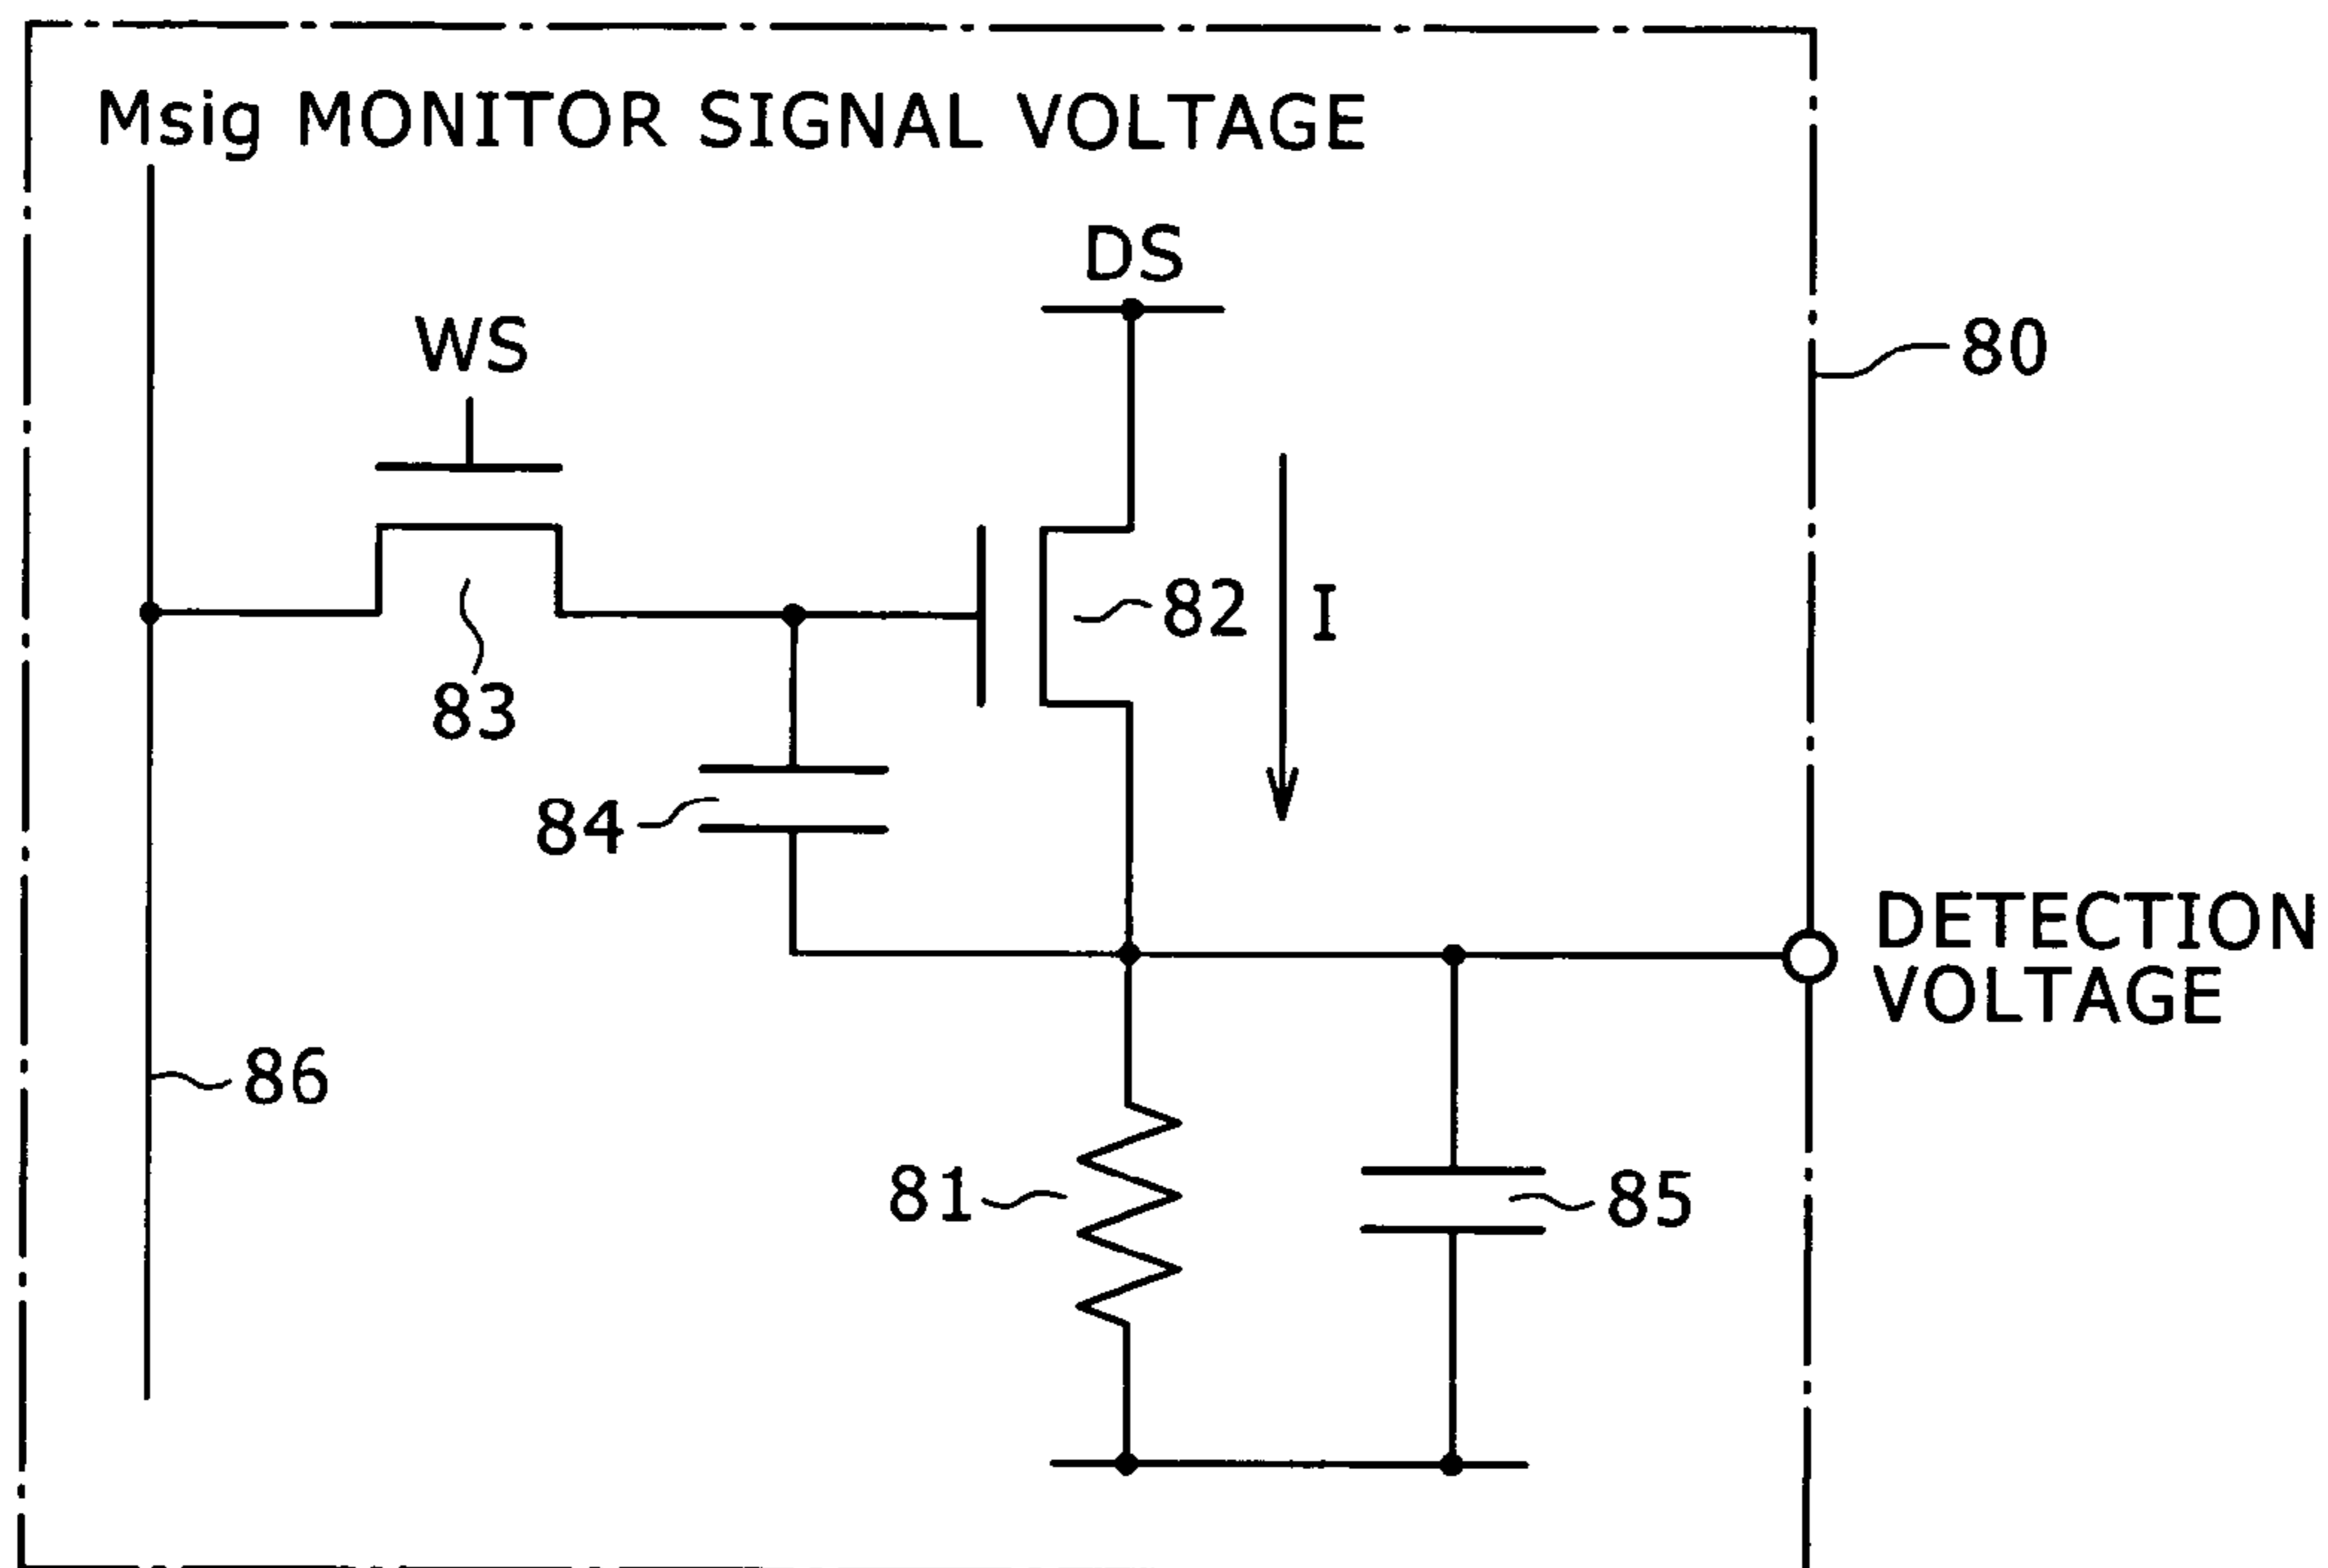 Msig MONITOR SIGNAL VOLTAGE
DS
WS
80
82
I
83
84
DETECTION
VOLTAGE
86
81
85